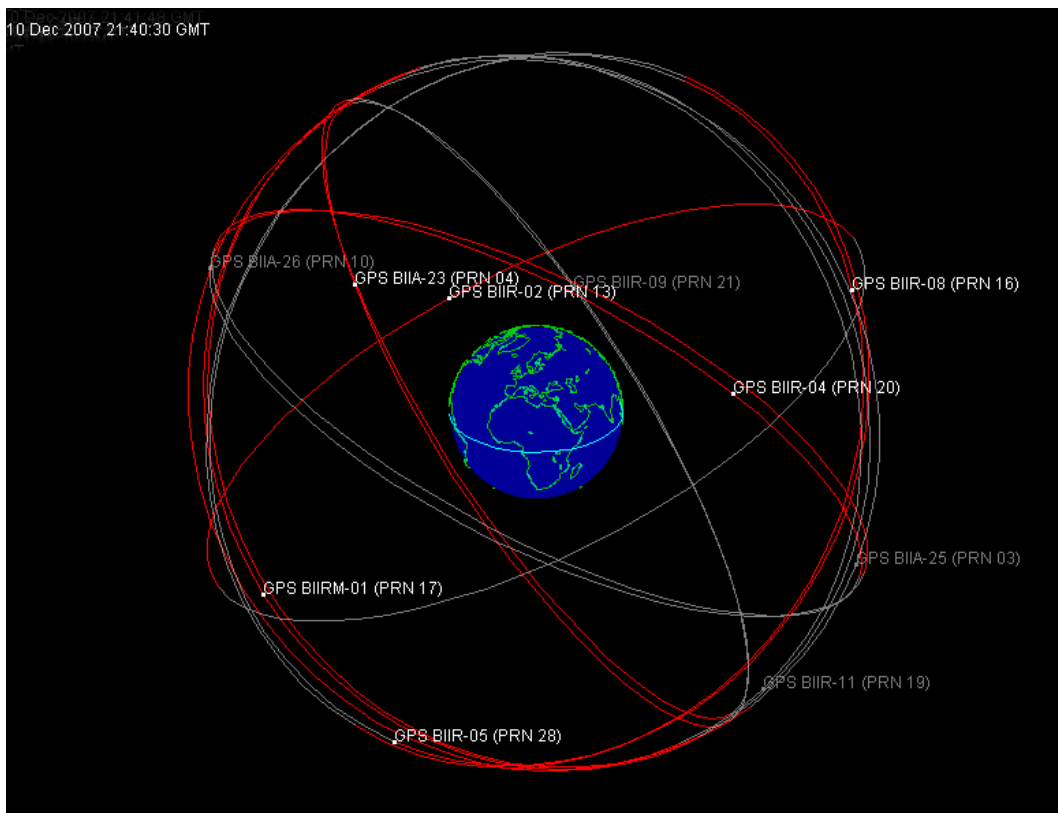 10 Dec 2007 21:40:30 GMT
GPS BIIA-26 (PRN 10)
GPS BIIA-23 (PRN 04)
GPS BIIR-09 (PRN 21)
GPS BIIR-02 (PRN 13)
GPS BIIR-08 (PRN 16)
GPS BIIR-04 (PRN 20)
GPS BIIA-25 (PRN 03)
GPS BIIRM-01 (PRN 17)
GPS BIIR-11 (PRN 19)
GPS BIIR-05 (PRN 28)